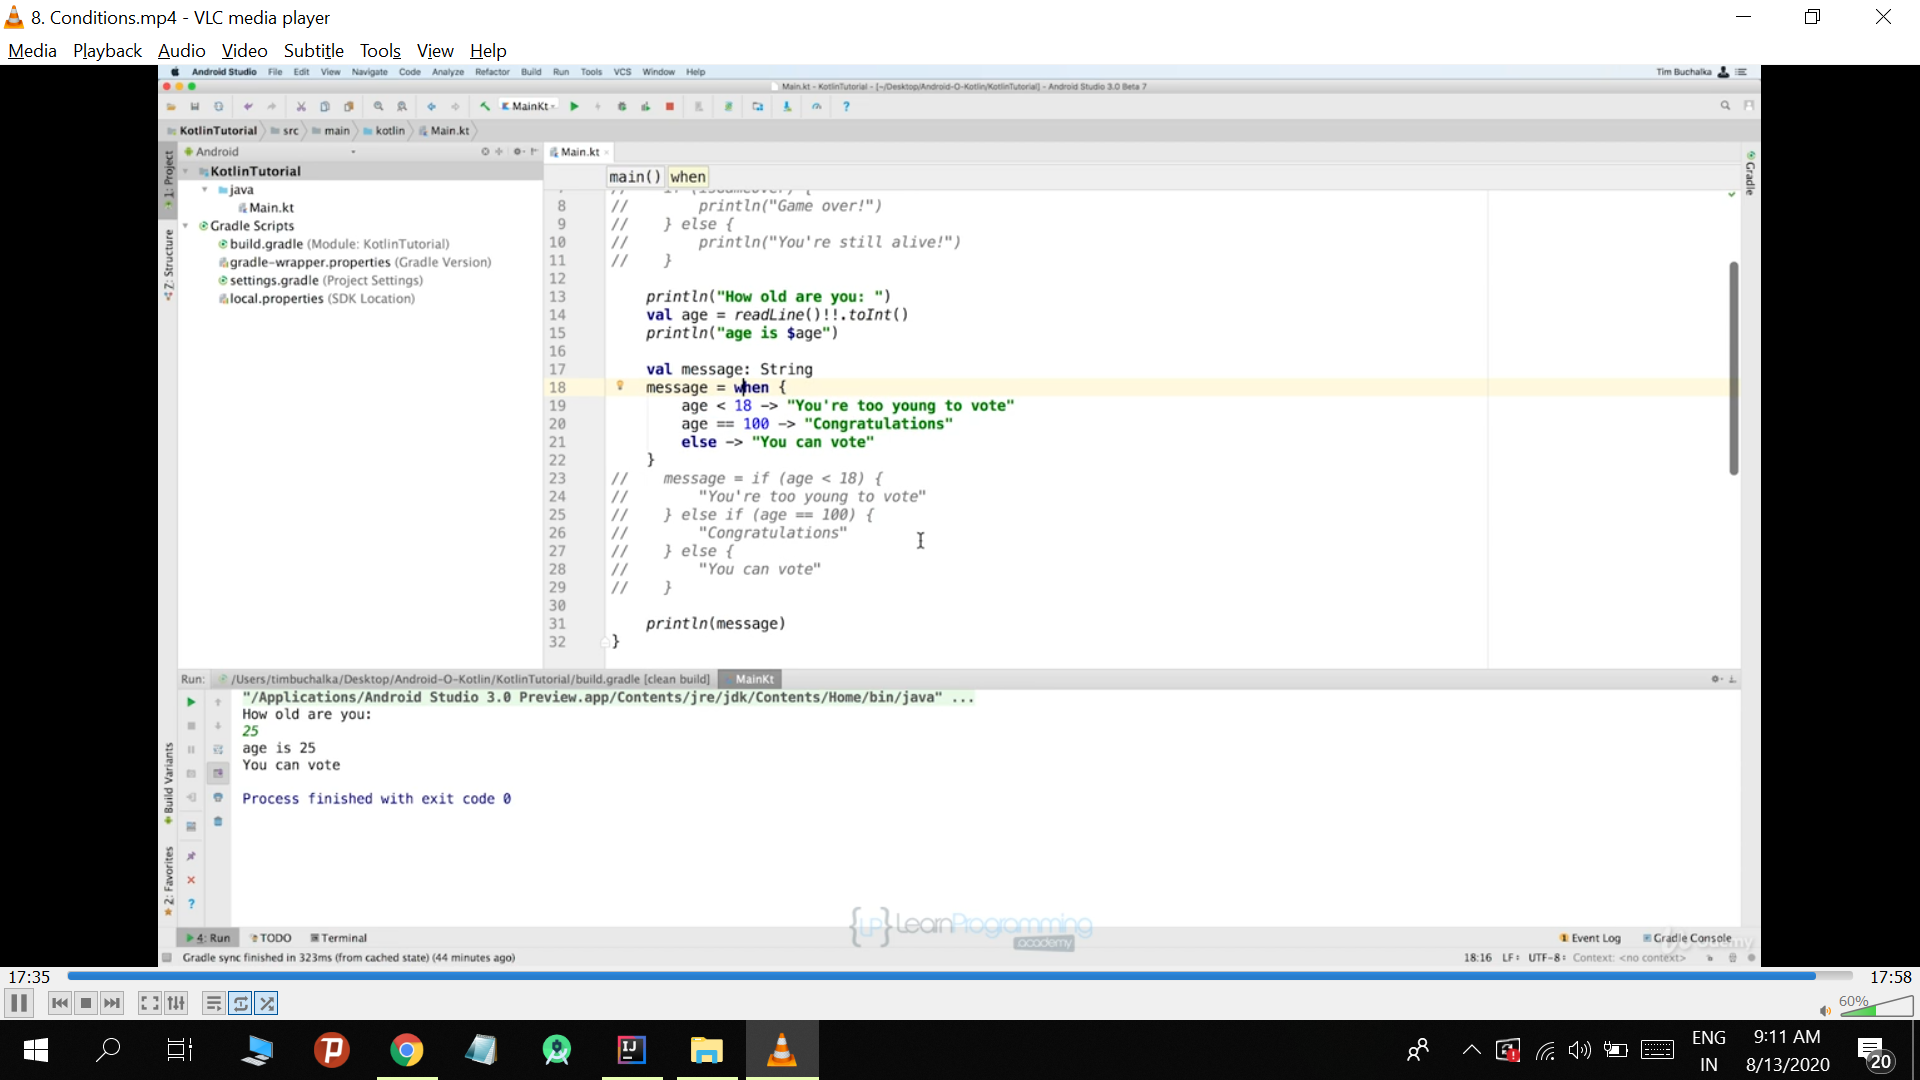 8. Conditions.mp4 - VLC media player
Media Playback Audio Video Subtitle Tools View Help
Android Studio File Edit View Navigate Code Analyze Refactor Build Run Tools VCS Window Help
Tim Buchalka
Main.kt - KotlinTutorial - [~/Desktop/Android-O-Kotlin/KotlinTutorial] - Android Studio 3.0 Beta 7
MainKt
KotlinTutorial src main kotlin Main.kt
1: Project
Android
Main.kt
Gradle
KotlinTutorial
java
Main.kt
Gradle Scripts
build.gradle (Module: KotlinTutorial)
gradle-wrapper.properties (Gradle Version)
settings.gradle (Project Settings)
local.properties (SDK Location)
Z: Structure
main() when
8 // println("Game over!")
9 // } else {
10 // println("You're still alive!")
11 // }
12
13 println("How old are you: ")
14 val age = readLine()!!.toInt()
15 println("age is $age")
16
17 val message: String
18 message = when {
19 age < 18 -> "You're too young to vote"
20 age == 100 -> "Congratulations"
21 else -> "You can vote"
22 }
23 // message = if (age < 18) {
24 // "You're too young to vote"
25 // } else if (age == 100) {
26 // "Congratulations"
27 // } else {
28 // "You can vote"
29 // }
30
31 println(message)
32 }
Run: /Users/timbuchalka/Desktop/Android-O-Kotlin/KotlinTutorial/build.gradle [clean build] MainKt
"/Applications/Android Studio 3.0 Preview.app/Contents/jre/jdk/Contents/Home/bin/java" ...
How old are you:
25
age is 25
You can vote
Process finished with exit code 0
Build Variants
2: Favorites
{LP} LearnProgramming
academy
4: Run TODO Terminal
Event Log Gradle Console
Gradle sync finished in 323ms (from cached state) (44 minutes ago)
18:16 LF÷ UTF-8÷ Context: <no context>
17:35
17:58
60%
ENG
IN
9:11 AM
8/13/2020
20